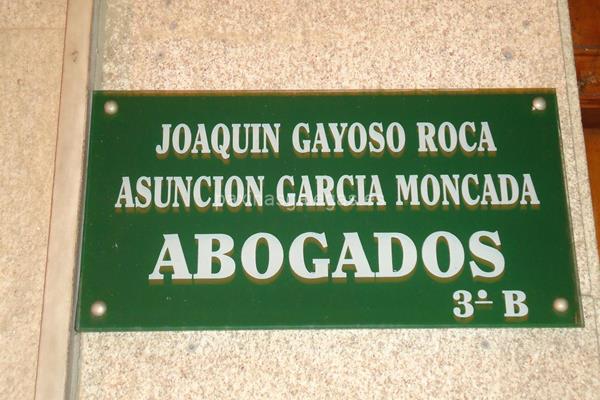 JOAQUIN GAYOSO ROCA
ASUNCION GARCIA MONCADA
ABOGADOS
3º B